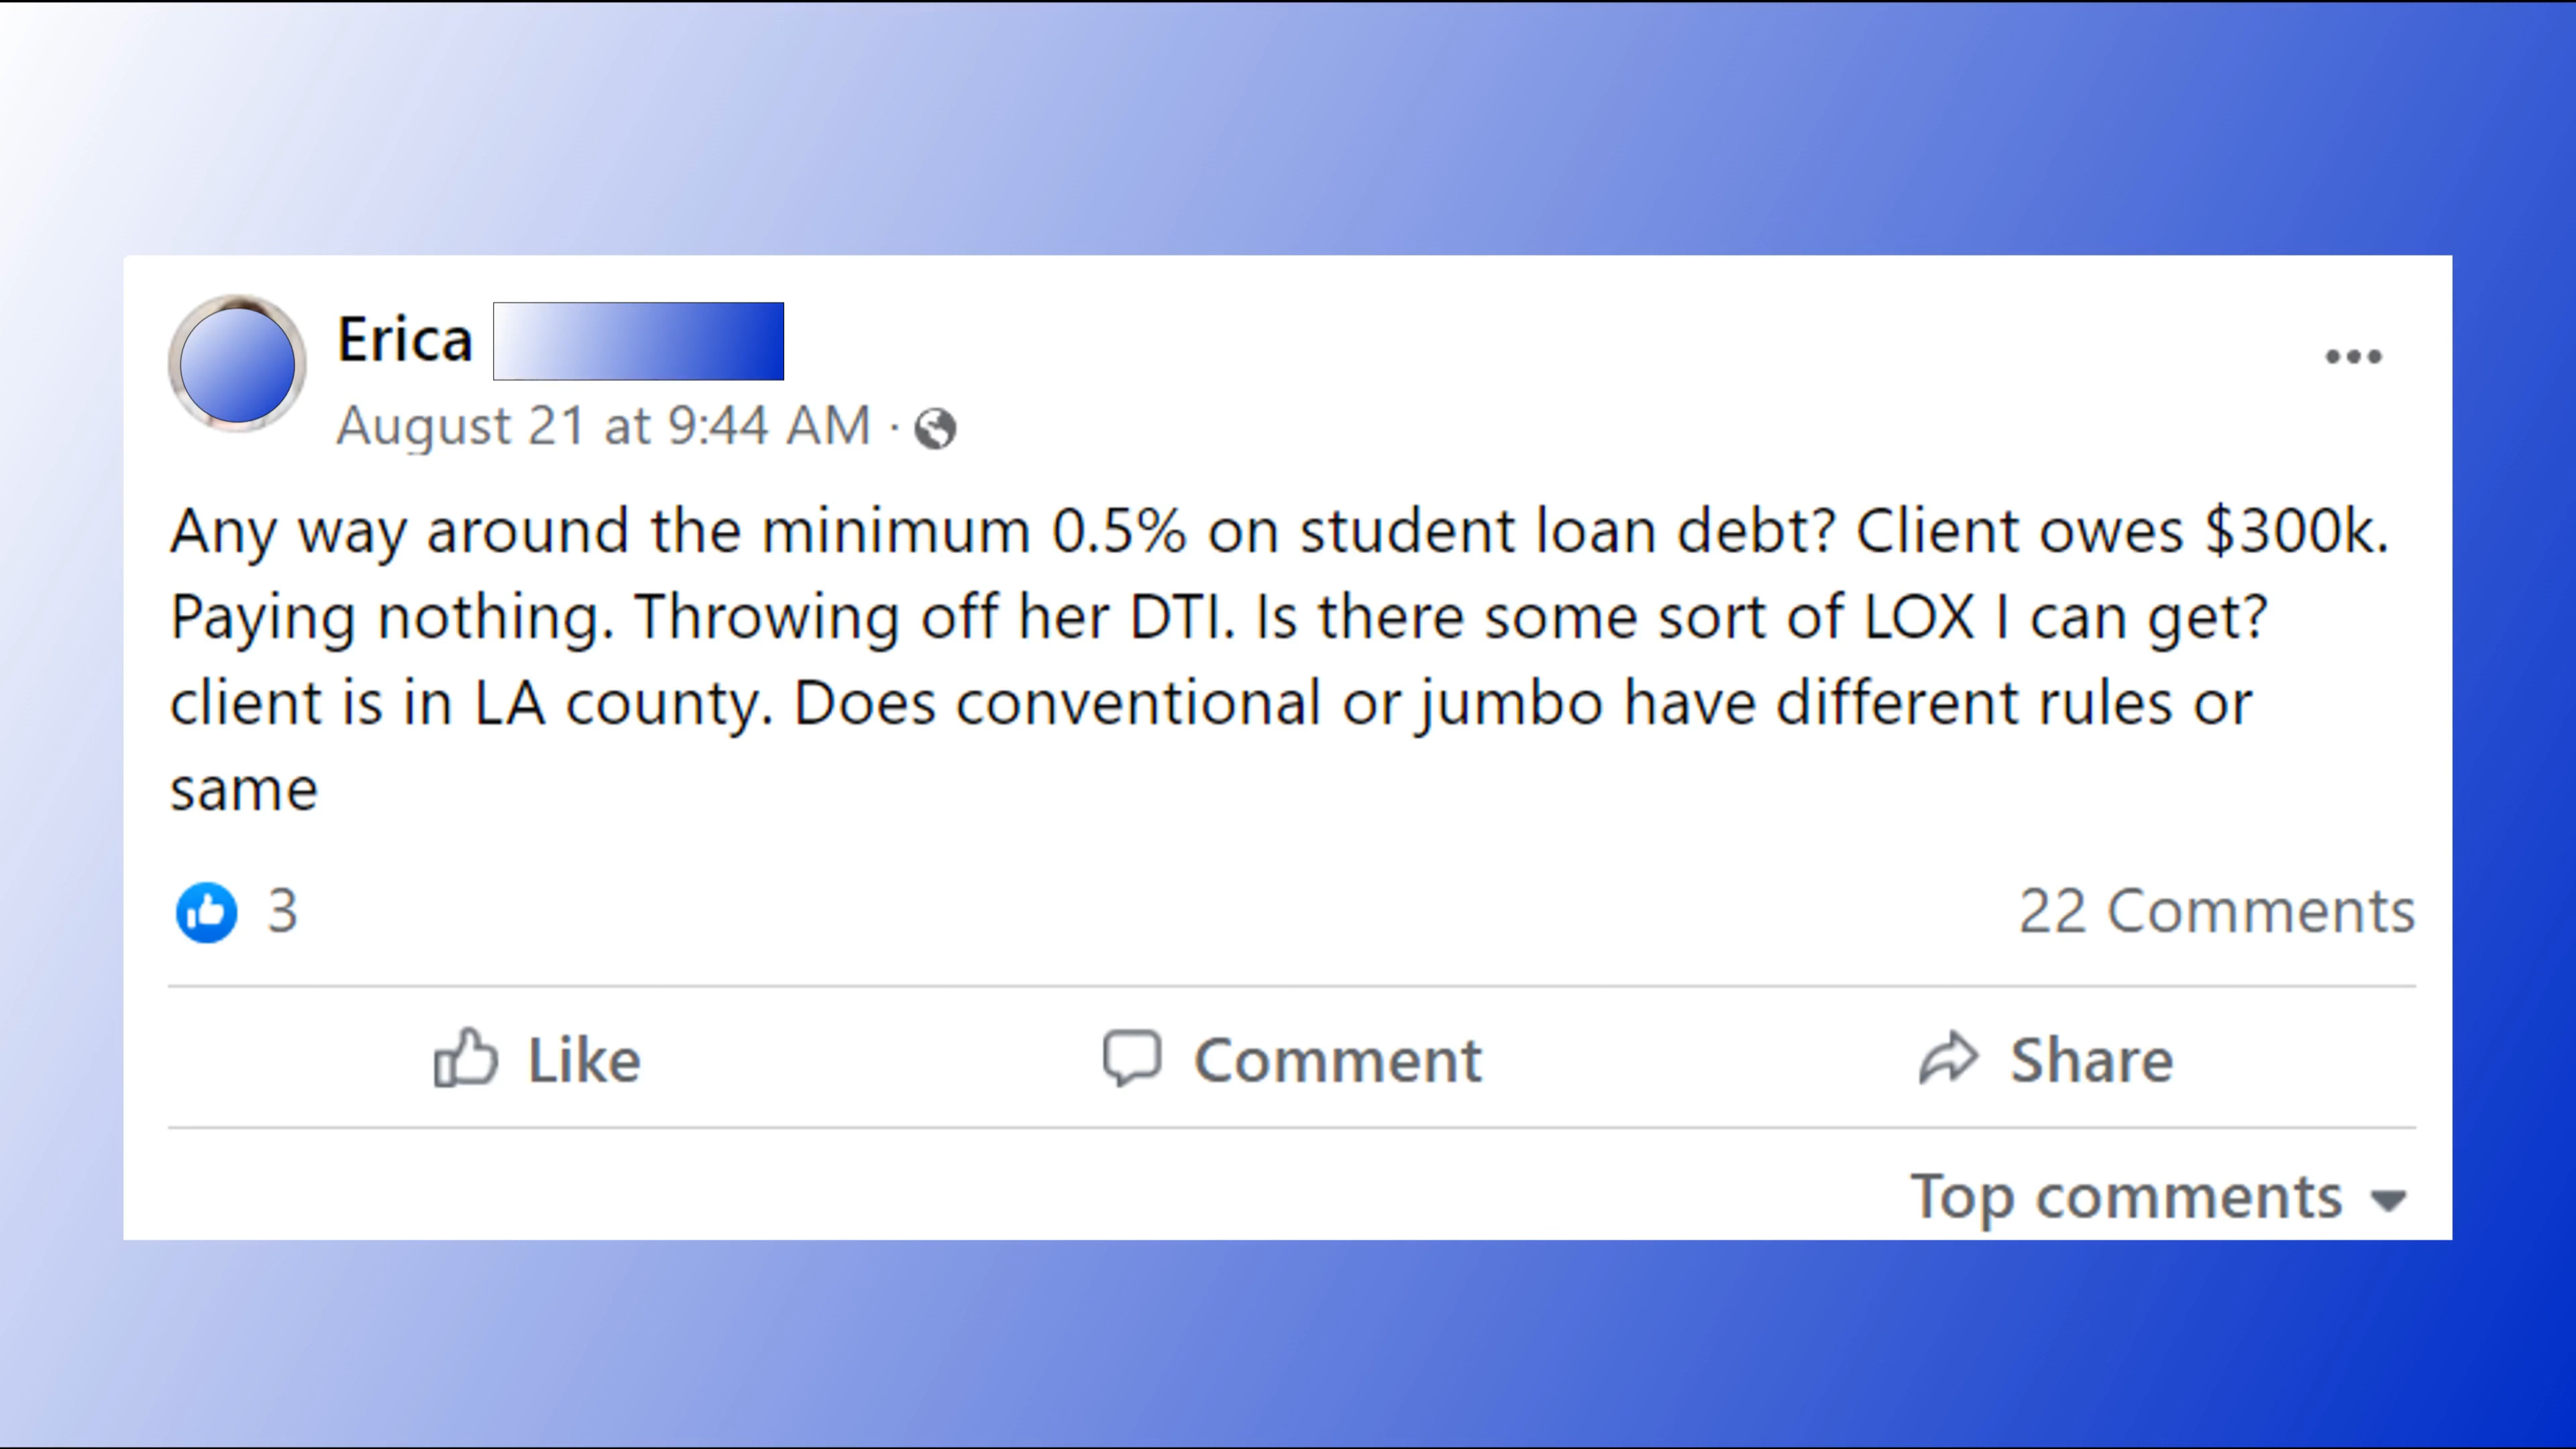 Erica
August 21 at 9:44 AM ·
Any way around the minimum 0.5% on student loan debt? Client owes $300k.
Paying nothing. Throwing off her DTI. Is there some sort of LOX I can get?
client is in LA county. Does conventional or jumbo have different rules or
same
3
22 Comments
Like
Comment
Share
Top comments